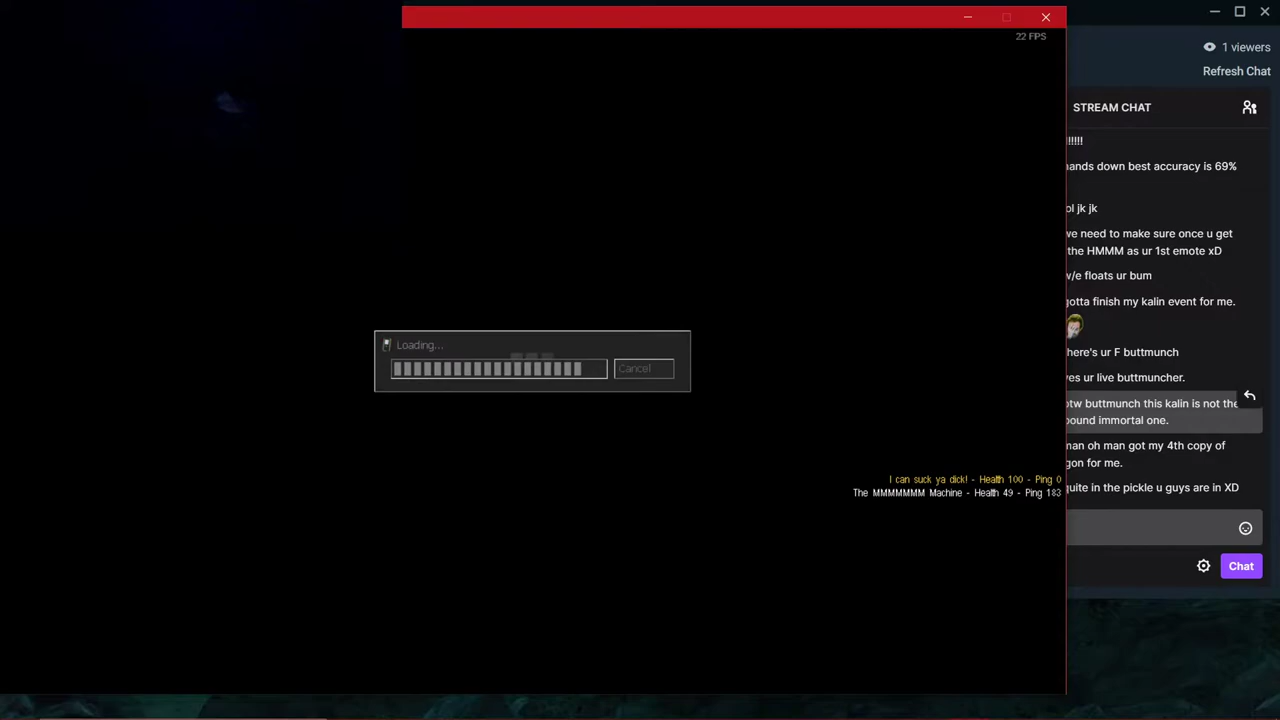 22 FPS
Loading...
Cancel
I can suck ya dick! - Health 100 - Ping 0
The MMMMMMM Machine - Health 49 - Ping 183
1 viewers
Refresh Chat
STREAM CHAT
!!!!!!
hands down best accuracy is 69%
ol jk jk
we need to make sure once u get
the HMMM as ur 1st emote xD
w/e floats ur bum
gotta finish my kalin event for me.
here's ur F buttmunch
yes ur live buttmuncher.
btw buttmunch this kalin is not the
bound immortal one.
man oh man got my 4th copy of
gon for me.
quite in the pickle u guys are in XD
Chat